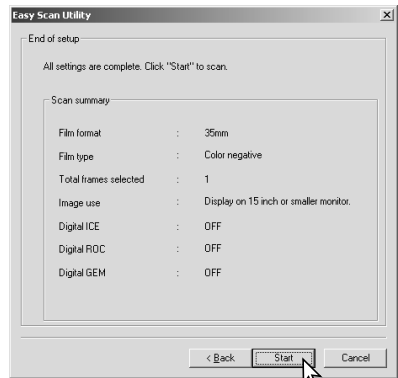 Easy Scan Utility
End of setup
All settings are complete. Click "Start" to scan.
Scan summary
Film format : 35mm
Film type : Color negative
Total frames selected : 1
Image use : Display on 15 inch or smaller monitor.
Digital ICE : OFF
Digital ROC : OFF
Digital GEM : OFF
< Back Start Cancel